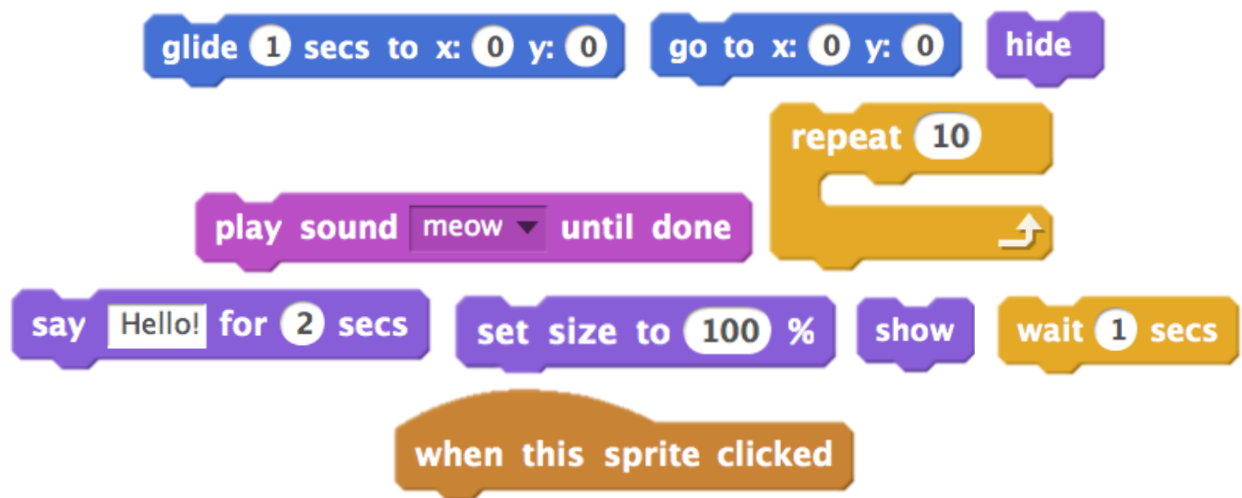 glide 1 secs to x: 0 y: 0 go to x: 0 y: 0 hide
repeat 10
play sound meow until done
say Hello! for 2 secs set size to 100 % show wait 1 secs
when this sprite clicked